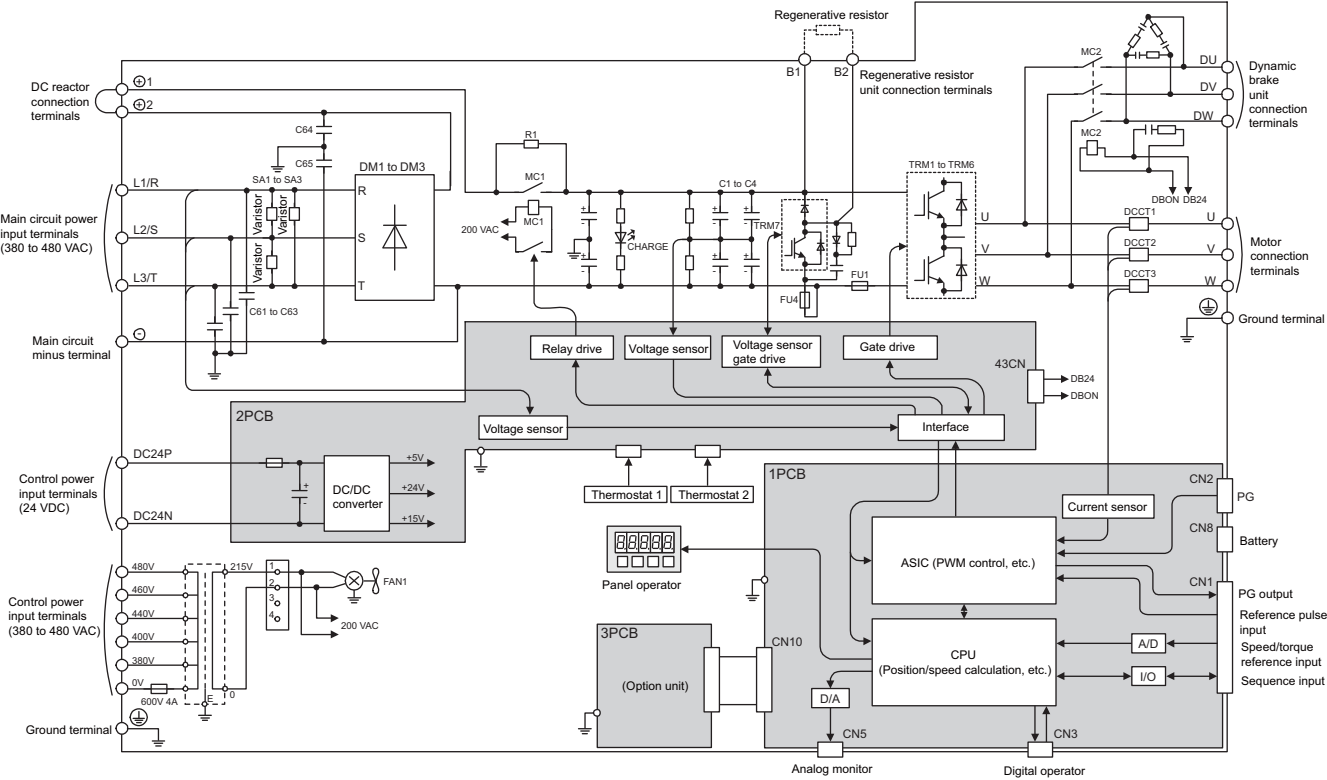 Regenerative resistor
B1
B2
Regenerative resistor
unit connection terminals
DC reactor
connection
terminals
⊕1
⊕2
C64
C65
R1
MC1
MC1
200 VAC
DM1 to DM3
R
S
T
L1/R
L2/S
L3/T
SA1 to SA3
Varistor
Varistor
Varistor
C61 to C63
Main circuit power
input terminals
(380 to 480 VAC)
Main circuit
minus terminal
-
+
-
CHARGE
C1 to C4
+
+
-
-
TRM7
FU4
FU1
TRM1 to TRM6
U
V
W
MC2
MC2
DU
DV
DW
Dynamic
brake
unit
connection
terminals
DBON
DB24
DCCT1
DCCT2
DCCT3
U
V
W
Motor
connection
terminals
Ground terminal
Relay drive
Voltage sensor
Voltage sensor
gate drive
Gate drive
43CN
DB24
DBON
2PCB
Voltage sensor
Interface
DC24P
DC24N
Control power
input terminals
(24 VDC)
+
-
DC/DC
converter
+5V
+24V
+15V
Thermostat 1
Thermostat 2
Panel operator
1PCB
Current sensor
CN2
PG
CN8
Battery
CN1
PG output
Reference pulse
input
Speed/torque
reference input
Sequence input
ASIC (PWM control, etc.)
CPU
(Position/speed calculation, etc.)
A/D
I/O
D/A
CN5
CN3
Analog monitor
Digital operator
CN10
3PCB
(Option unit)
Control power
input terminals
(380 to 480 VAC)
480V
460V
440V
400V
380V
0V
600V 4A
E
215V
0
1
2
3
4
FAN1
200 VAC
Ground terminal